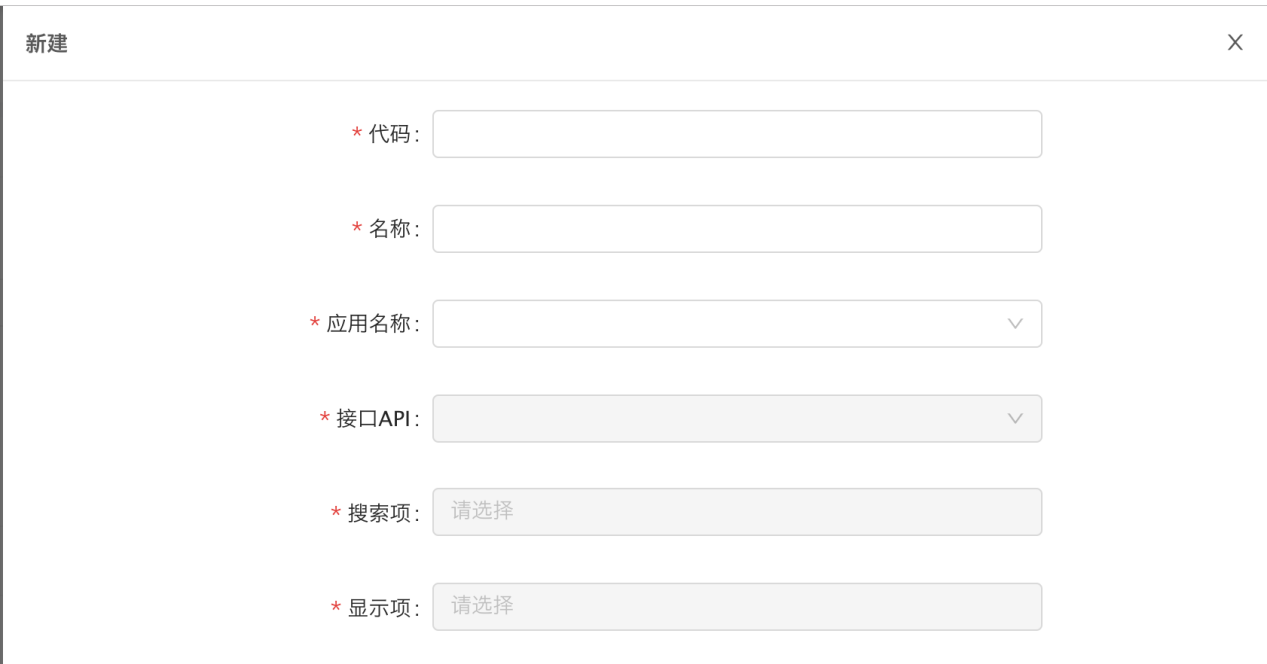 新建
* 代码:
* 名称:
* 应用名称:
* 接口API:
* 搜索项: 请选择
* 显示项: 请选择